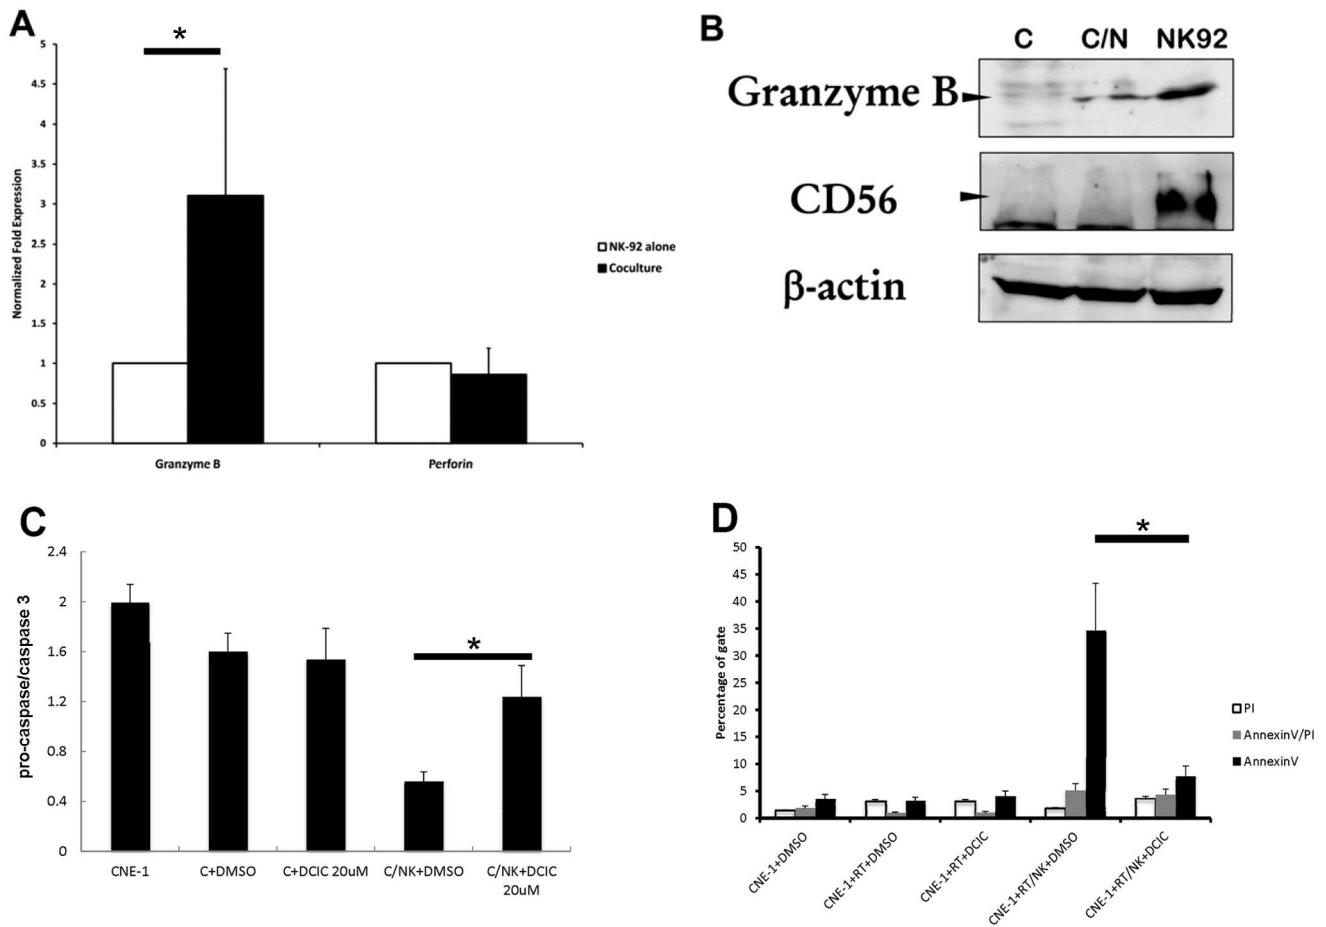 A
*
5
4.5
4
3.5
3
2.5
2
1.5
1
0.5
0
Normalized Fold Expression
Granzyme B
Perforin
NK-92 alone
Coculture
B
C C/N NK92
Granzyme B
CD56
β-actin
C
2.4
2
1.6
1.2
0.8
0.4
0
pro-caspase/caspase 3
*
CNE-1
C+DMSO
C+DCIC 20uM
C/NK+DMSO
C/NK+DCIC
20uM
D
*
50
45
40
35
30
25
20
15
10
5
0
Percentage of gate
CNE-1+DMSO
CNE-1+RT+DMSO
CNE-1+RT+DCIC
CNE-1+RT/NK+DMSO
CNE-1+RT/NK+DCIC
PI
AnnexinV/PI
AnnexinV